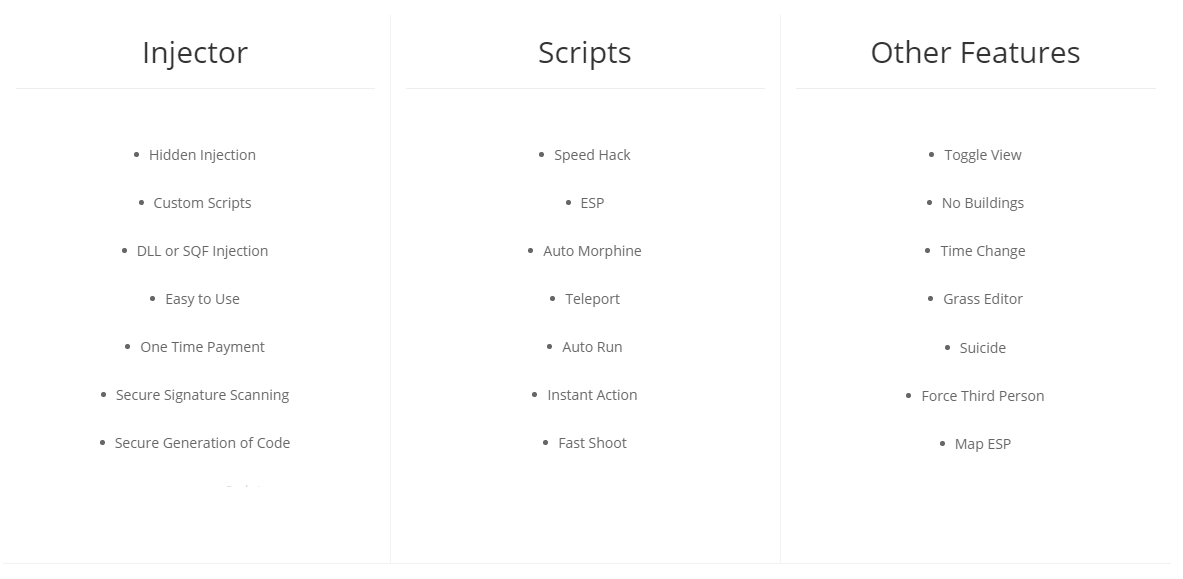 Injector
Hidden Injection
Custom Scripts
DLL or SQF Injection
Easy to Use
One Time Payment
Secure Signature Scanning
Secure Generation of Code
Scripts
Speed Hack
ESP
Auto Morphine
Teleport
Auto Run
Instant Action
Fast Shoot
Other Features
Toggle View
No Buildings
Time Change
Grass Editor
Suicide
Force Third Person
Map ESP